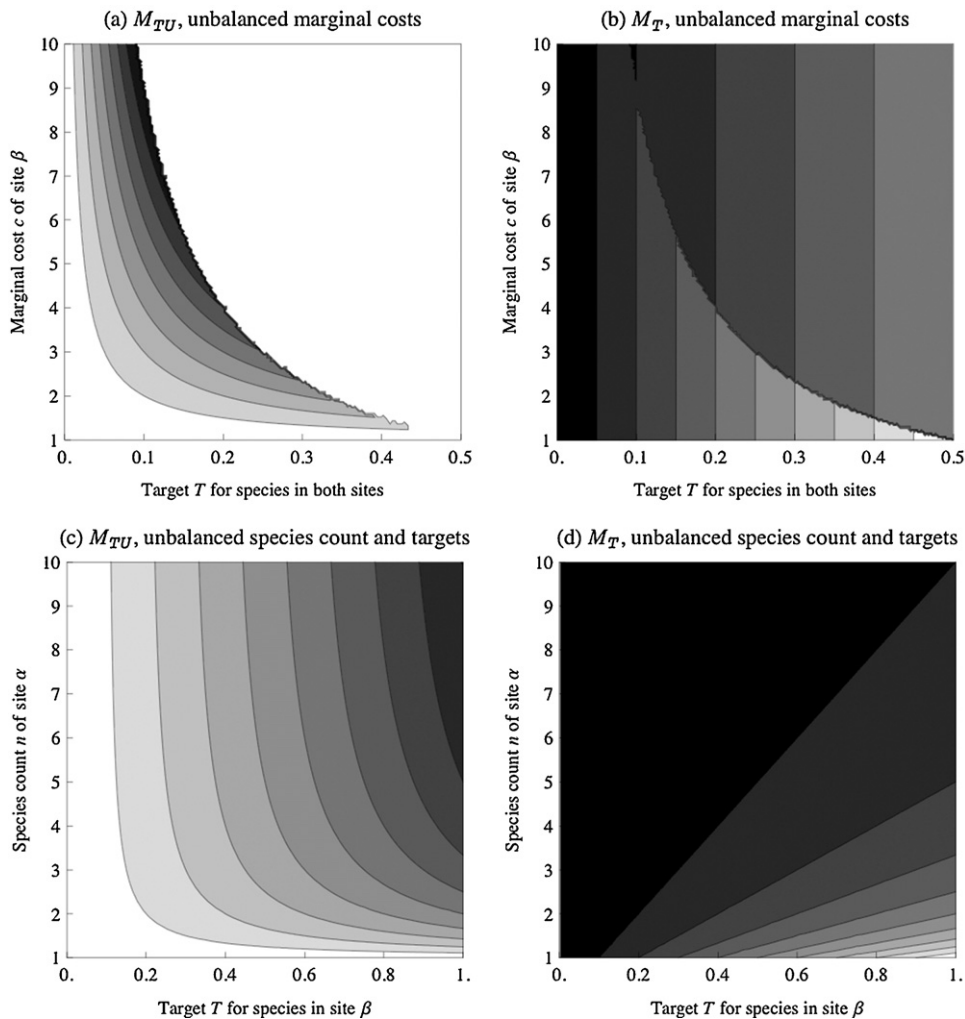 (a) M_TU, unbalanced marginal costs
10
9
8
7
6
5
4
3
2
1
Marginal cost c of site β
0. 0.1 0.2 0.3 0.4 0.5
Target T for species in both sites
(b) M_T, unbalanced marginal costs
10
9
8
7
6
5
4
3
2
1
Marginal cost c of site β
0. 0.1 0.2 0.3 0.4 0.5
Target T for species in both sites
(c) M_TU, unbalanced species count and targets
10
9
8
7
6
5
4
3
2
1
Species count n of site α
0. 0.2 0.4 0.6 0.8 1.
Target T for species in site β
(d) M_T, unbalanced species count and targets
10
9
8
7
6
5
4
3
2
1
Species count n of site α
0. 0.2 0.4 0.6 0.8 1.
Target T for species in site β